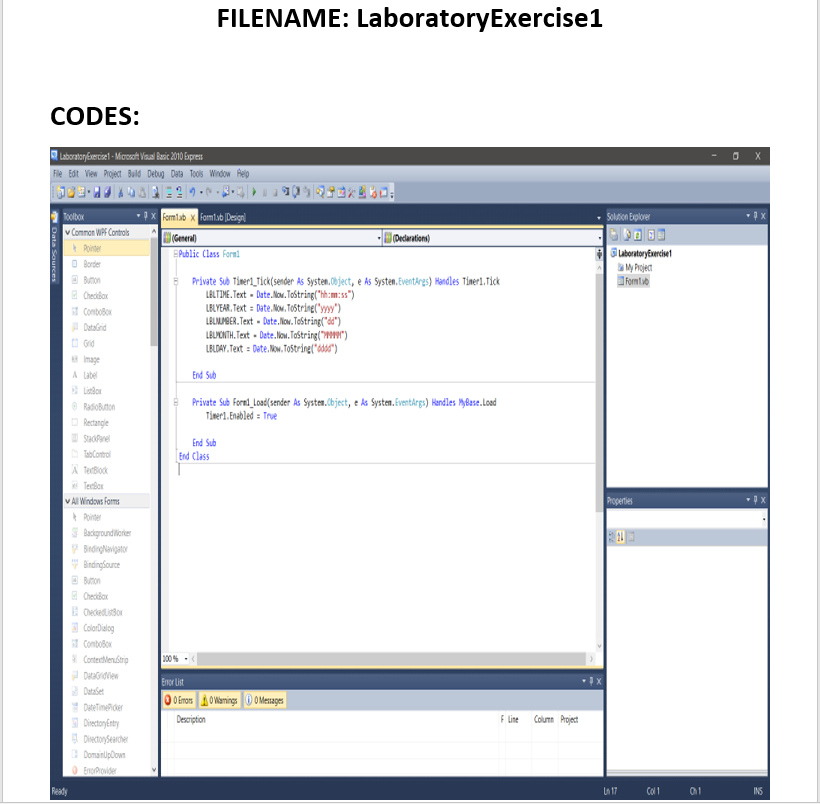 FILENAME: LaboratoryExercise1
CODES:
LaboratoryExercise1 - Microsoft Visual Basic 2010 Express
File Edit View Project Build Debug Data Tools Window Help
Toolbox
Data Sources
Common WPF Controls
Pointer
Border
Button
CheckBox
ComboBox
DataGrid
Grid
Image
Label
ListBox
RadioButton
Rectangle
StackPanel
TabControl
TextBlock
TextBox
All Windows Forms
Pointer
BackgroundWorker
BindingNavigator
BindingSource
Button
CheckBox
CheckedListBox
ColorDialog
ComboBox
ContextMenuStrip
DataGridView
DataSet
DateTimePicker
DirectoryEntry
DirectorySearcher
DomainUpDown
ErrorProvider
Form1.vb X Form1.vb [Design]
(General) (Declarations)
Public Class Form1
Private Sub Timer1_Tick(sender As System.Object, e As System.EventArgs) Handles Timer1.Tick
LBLTIME.Text = Date.Now.ToString("hh:mm:ss")
LBLYEAR.Text = Date.Now.ToString("yyyy")
LBLNUMBER.Text = Date.Now.ToString("dd")
LBLMONTH.Text = Date.Now.ToString("MMMMM")
LBLDAY.Text = Date.Now.ToString("dddd")
End Sub
Private Sub Form1_Load(sender As System.Object, e As System.EventArgs) Handles MyBase.Load
Timer1.Enabled = True
End Sub
End Class
100 %
Error List
0 Errors 0 Warnings 0 Messages
Description F Line Column Project
Solution Explorer
LaboratoryExercise1
My Project
Form1.vb
Properties
Ready Ln 17 Col 1 Ch 1 INS